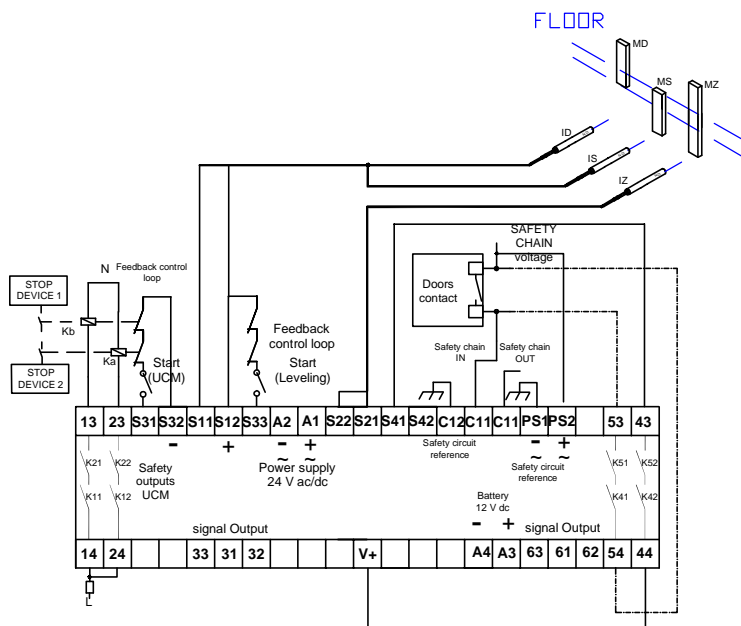 FLOOR
MD
MS
MZ
ID
IS
IZ
SAFETY
CHAIN
voltage
Doors
contact
N
Feedback control
loop
STOP
DEVICE 1
Kb
Ka
STOP
DEVICE 2
Start
(UCM)
Feedback
control loop
Start
(Leveling)
Safety chain
IN
Safety chain
OUT
13 23 S31 S32 S11 S12 S33 A2 A1 S22 S21 S41 S42 C12 C11 C11 PS1 PS2 53 43
- + - + - +
~ ~ ~ ~
K21 K22
K11 K12
Safety
outputs
UCM
Power supply
24 V ac/dc
Safety circuit
reference
Safety circuit
reference
K51 K52
K41 K42
Battery
12 V dc
- +
signal Output
signal Output
14 24 33 31 32 V+ A4 A3 63 61 62 54 44
L